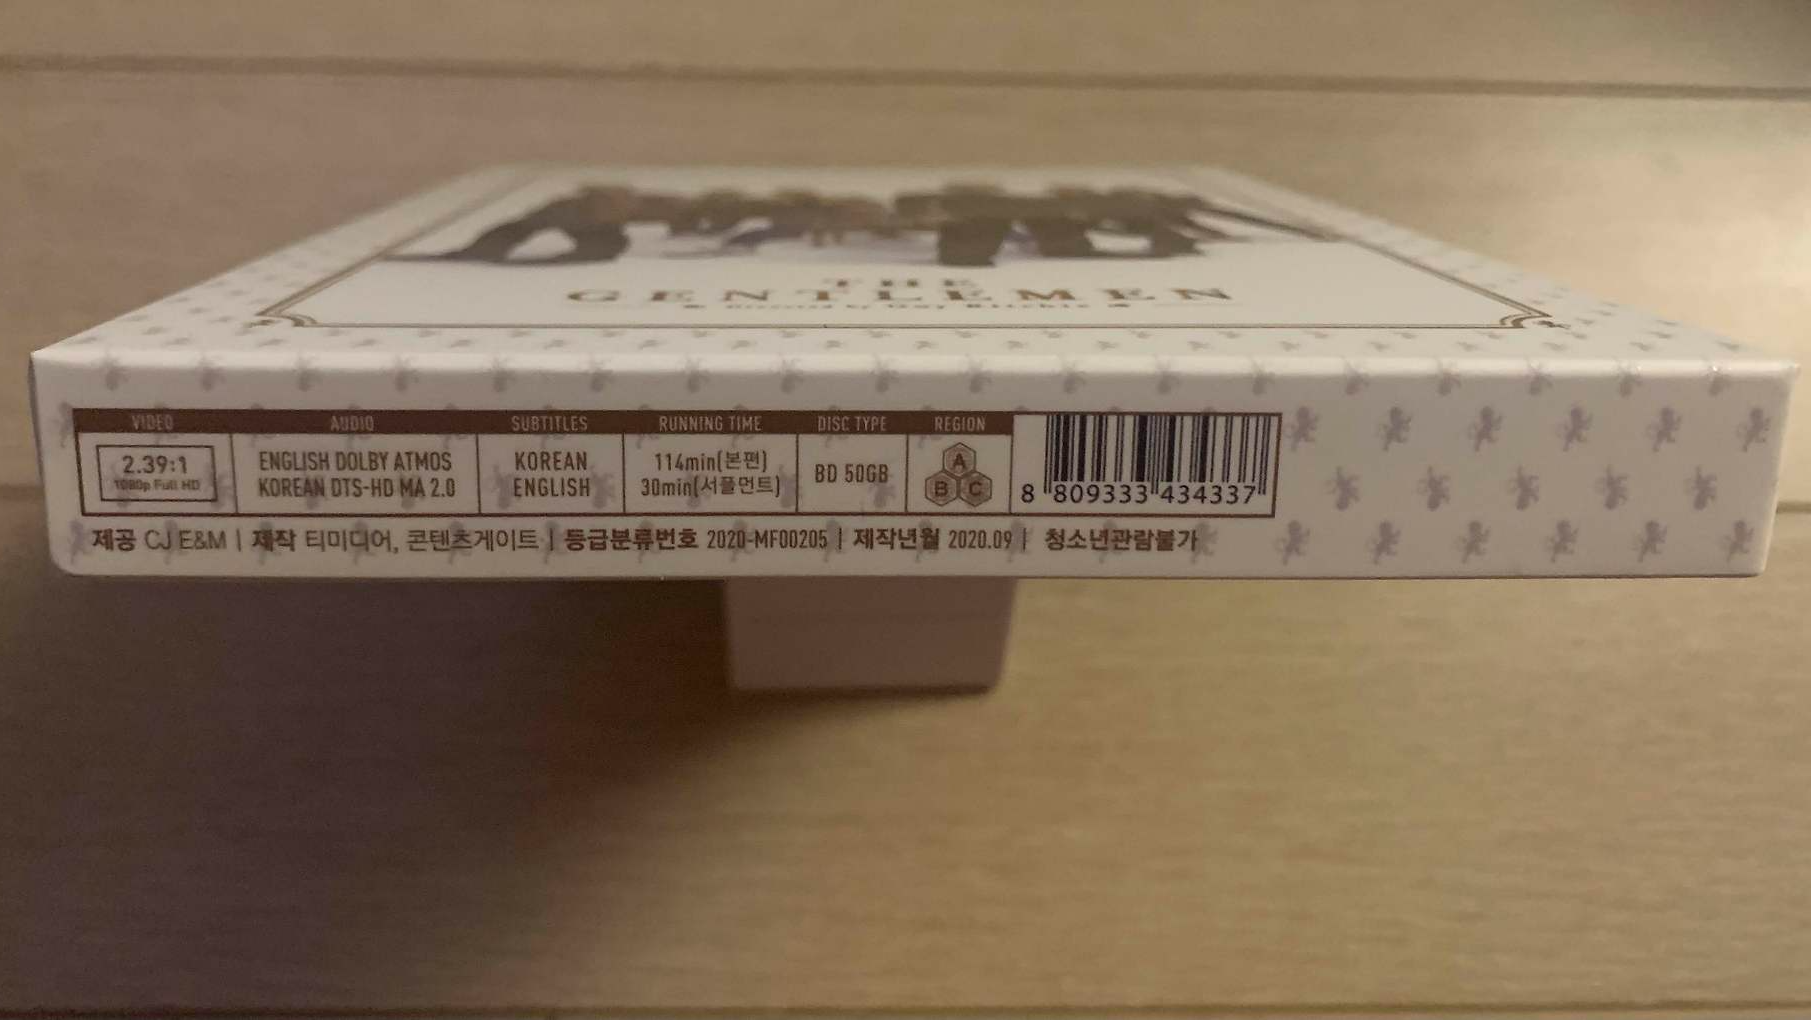 THE
GENTLEMEN
Directed by Guy Ritchie
VIDEO AUDIO SUBTITLES RUNNING TIME DISC TYPE REGION
2.39:1
1080p Full HD
ENGLISH DOLBY ATMOS
KOREAN DTS-HD MA 2.0
KOREAN
ENGLISH
114min(본편)
30min(서플먼트)
BD 50GB
A
B C
8 809333 434337
제공 CJ E&M | 제작 티미디어, 콘텐츠게이트 | 등급분류번호 2020-MF00205 | 제작년월 2020.09 | 청소년관람불가